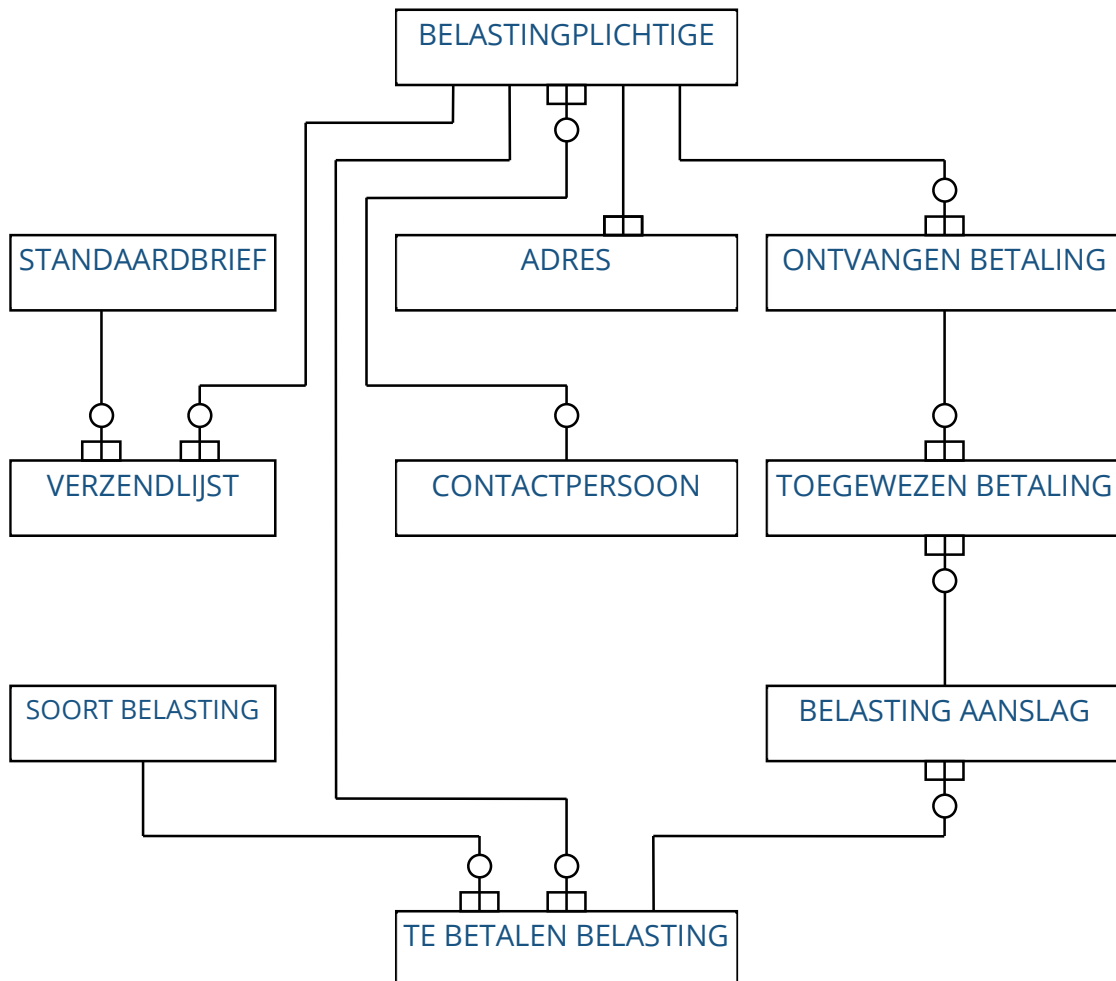 BELASTINGPLICHTIGE
STANDAARDBRIEF
ADRES
ONTVANGEN BETALING
VERZENDLIJST
CONTACTPERSOON
TOEGEWEZEN BETALING
SOORT BELASTING
BELASTING AANSLAG
TE BETALEN BELASTING